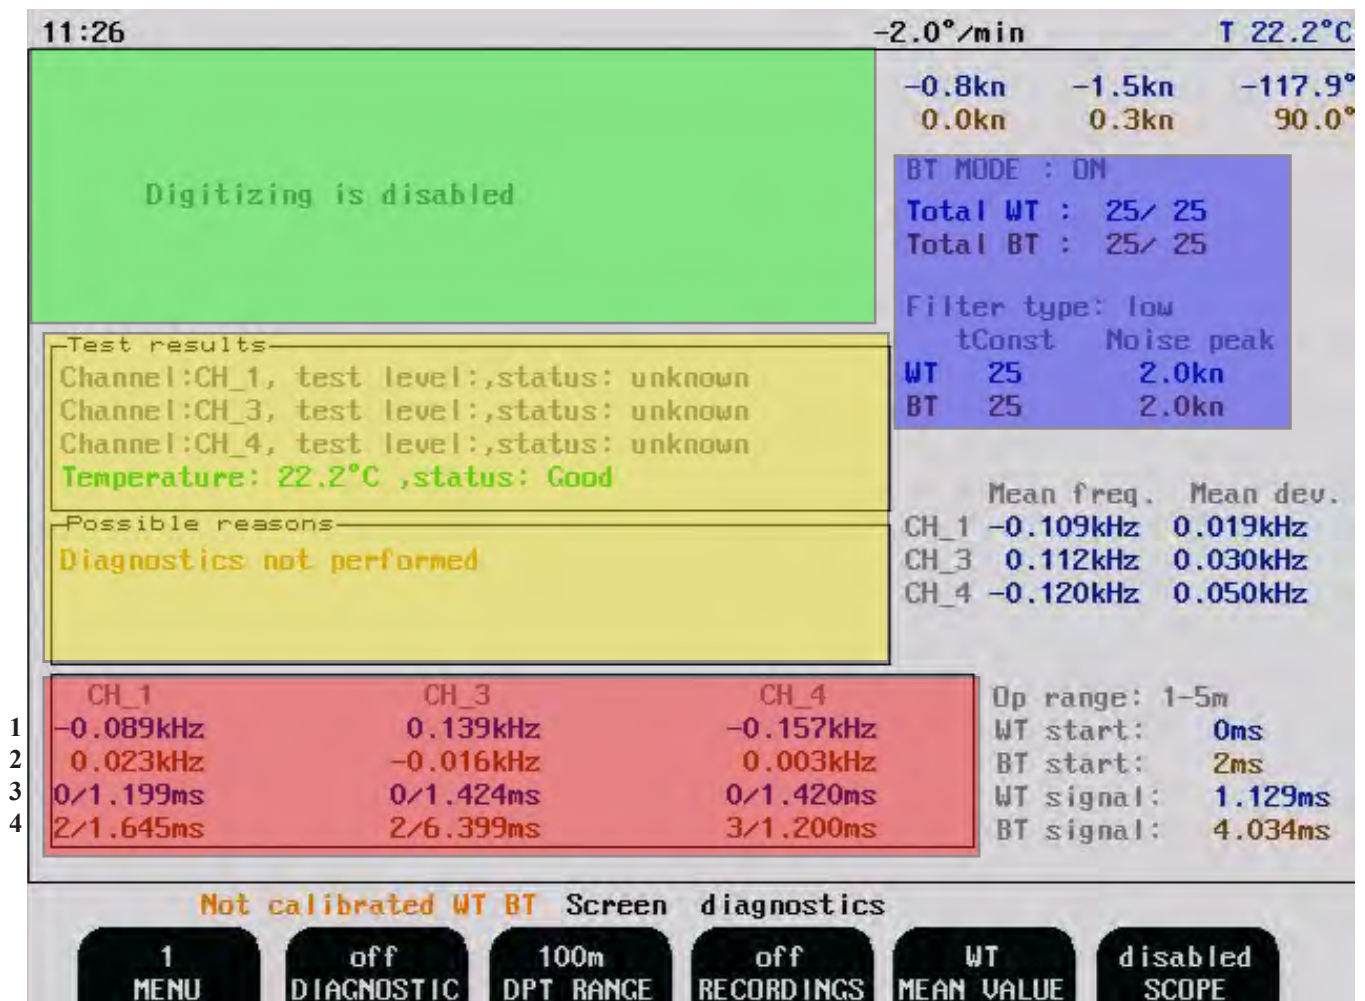 11:26 -2.0°/min T 22.2°C
-0.8kn -1.5kn -117.9°
0.0kn 0.3kn 90.0°
Digitizing is disabled
BT MODE : ON
Total WT : 25/ 25
Total BT : 25/ 25
Filter type: low
tConst Noise peak
WT 25 2.0kn
BT 25 2.0kn
Test results
Channel:CH_1, test level:,status: unknown
Channel:CH_3, test level:,status: unknown
Channel:CH_4, test level:,status: unknown
Temperature: 22.2°C ,status: Good
Possible reasons
Diagnostics not performed
Mean freq. Mean dev.
CH_1 -0.109kHz 0.019kHz
CH_3 0.112kHz 0.030kHz
CH_4 -0.120kHz 0.050kHz
CH_1 CH_3 CH_4
1 -0.089kHz 0.139kHz -0.157kHz
2 0.023kHz -0.016kHz 0.003kHz
3 0/1.199ms 0/1.424ms 0/1.420ms
4 2/1.645ms 2/6.399ms 3/1.200ms
Op range: 1-5m
WT start: 0ms
BT start: 2ms
WT signal: 1.129ms
BT signal: 4.034ms
Not calibrated WT BT Screen diagnostics
1 off 100m off WT disabled
MENU DIAGNOSTIC DPT RANGE RECORDINGS MEAN VALUE SCOPE